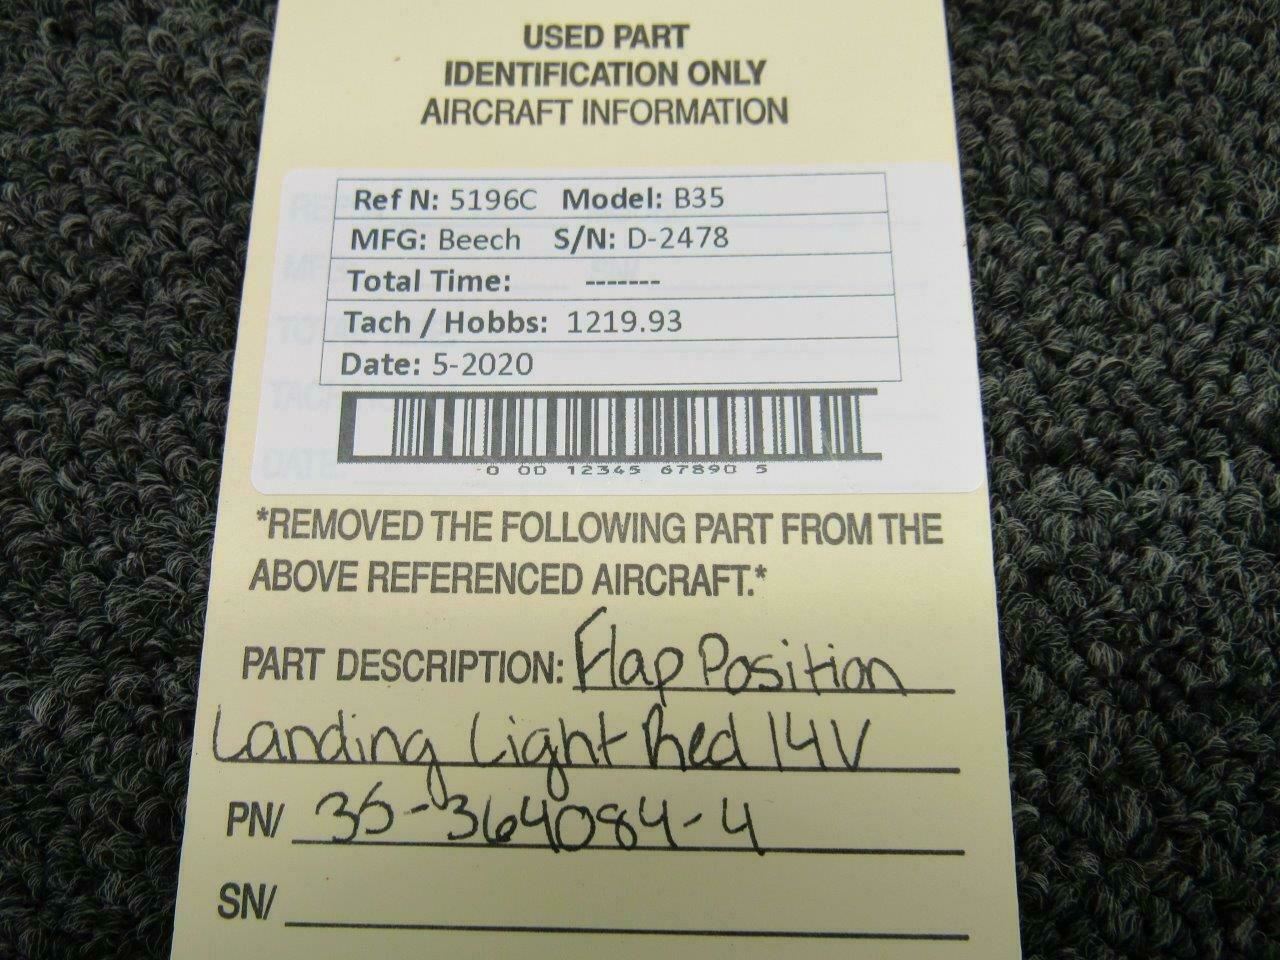 USED PART
IDENTIFICATION ONLY
AIRCRAFT INFORMATION
Ref N: 5196C Model: B35
MFG: Beech S/N: D-2478
Total Time: -------
Tach / Hobbs: 1219.93
Date: 5-2020
0 00 12345 67890 5
*REMOVED THE FOLLOWING PART FROM THE
ABOVE REFERENCED AIRCRAFT.*
PART DESCRIPTION: Flap Position
Landing Light Red 14V
PN/ 35-364084-4
SN/